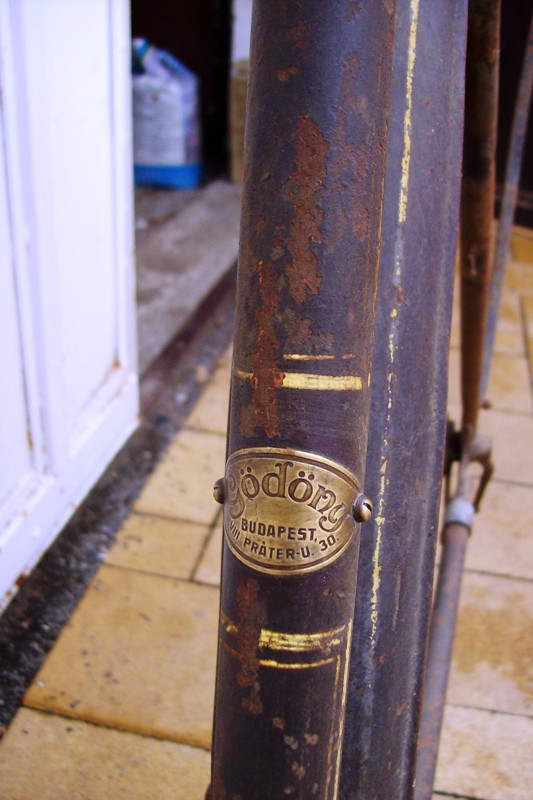 Gödöny
BUDAPEST,
VIII. PRÁTER-U. 30.